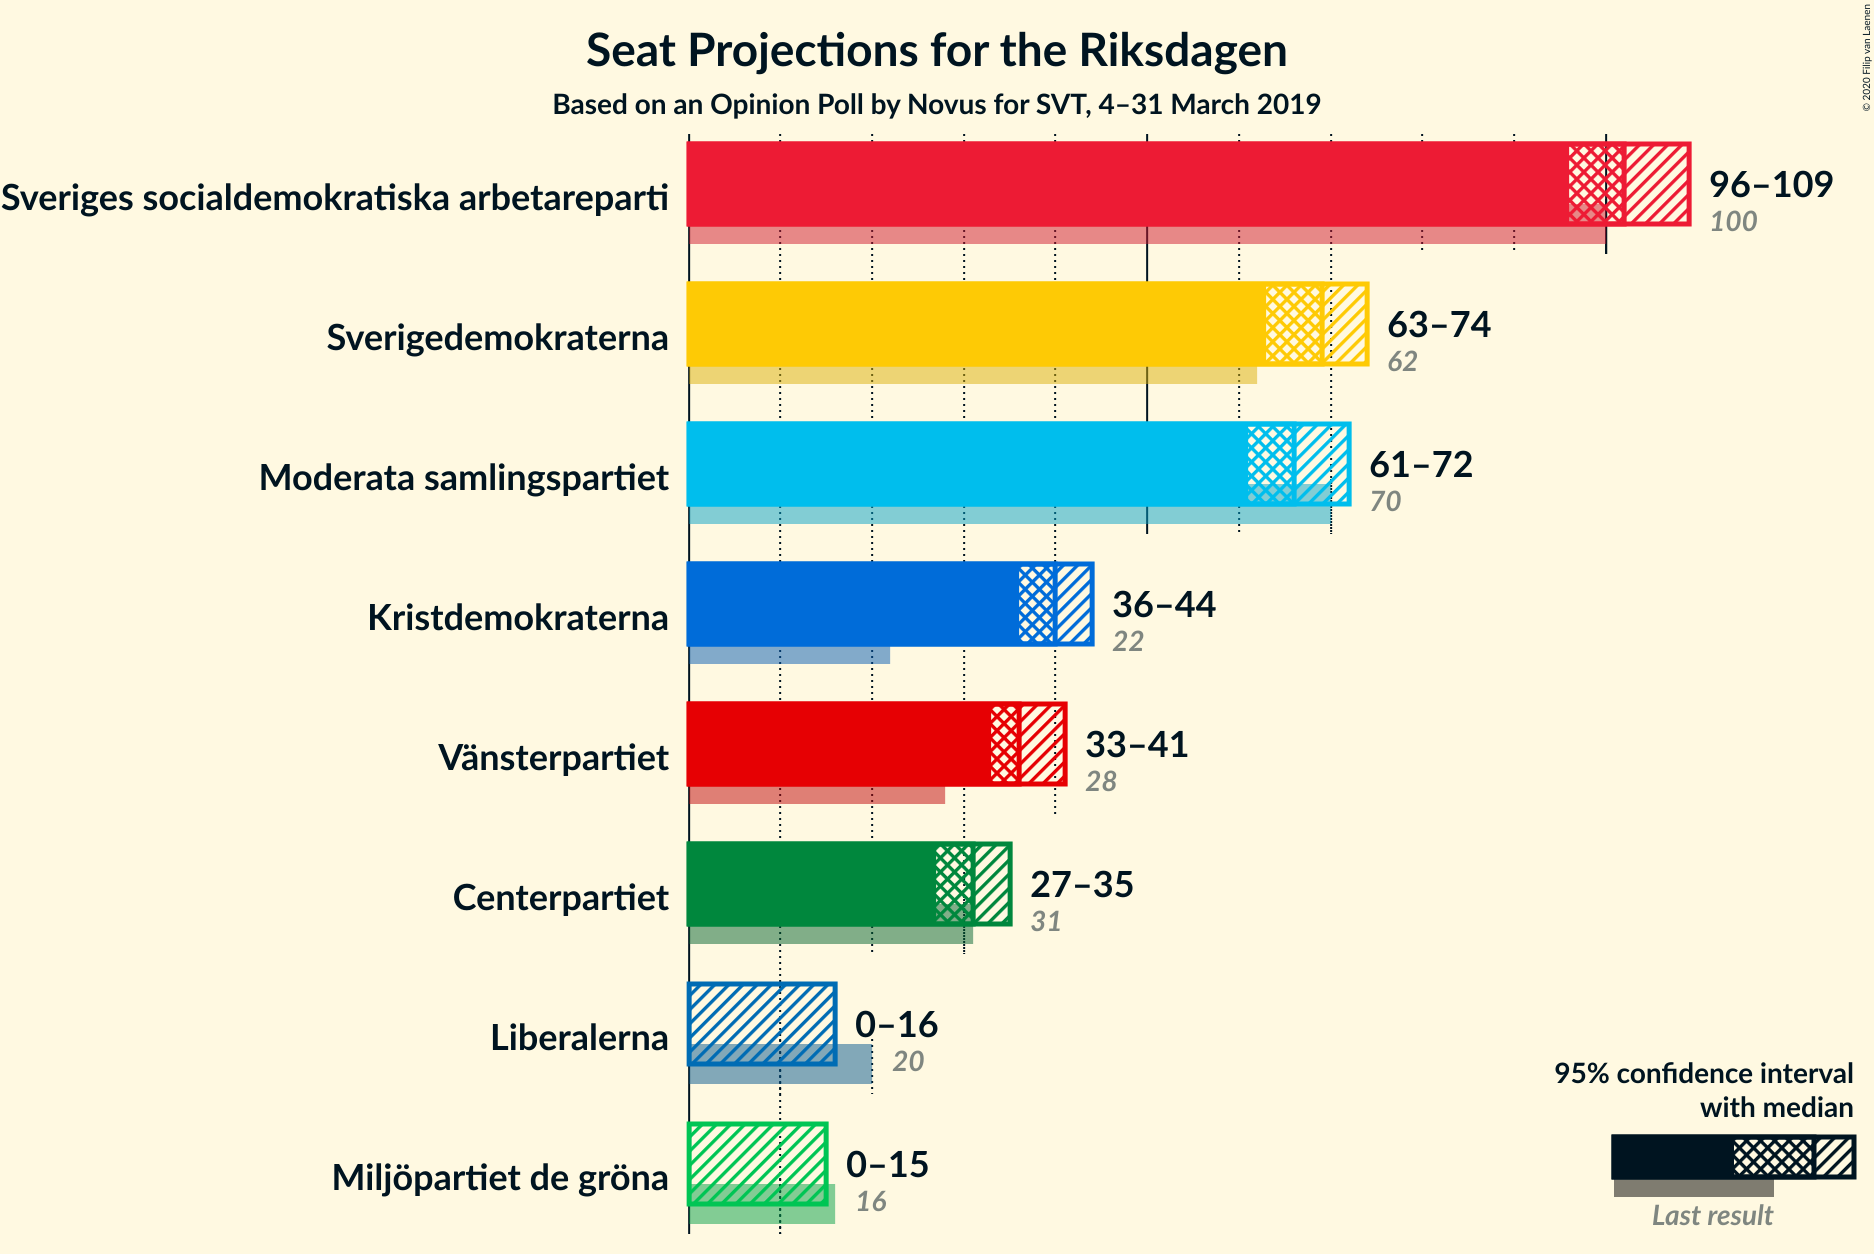 Seat Projections for the Riksdagen
Based on an Opinion Poll by Novus for SVT, 4–31 March 2019
© 2020 Filip van Laenen
Sveriges socialdemokratiska arbetareparti
96–109
100
Sverigedemokraterna
63–74
62
Moderata samlingspartiet
61–72
70
Kristdemokraterna
36–44
22
Vänsterpartiet
33–41
28
Centerpartiet
27–35
31
Liberalerna
0–16
20
Miljöpartiet de gröna
0–15
16
95% confidence interval
with median
Last result